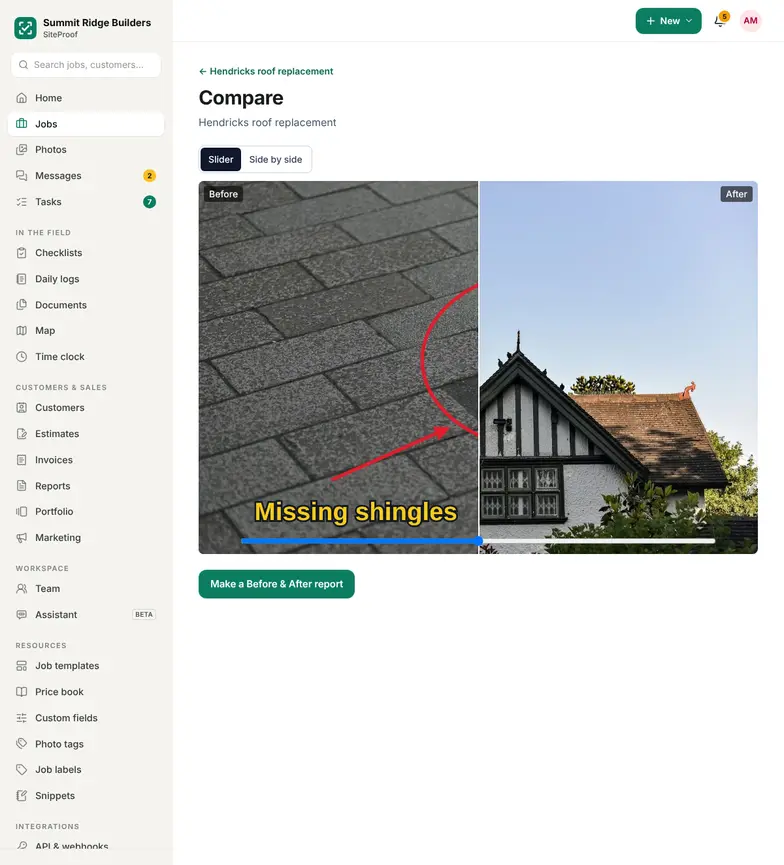 Summit Ridge Builders
SiteProof
Search jobs, customers...
Home
Jobs
Photos
Messages 2
Tasks 7
IN THE FIELD
Checklists
Daily logs
Documents
Map
Time clock
CUSTOMERS & SALES
Customers
Estimates
Invoices
Reports
Portfolio
Marketing
WORKSPACE
Team
Assistant BETA
RESOURCES
Job templates
Price book
Custom fields
Photo tags
Job labels
Snippets
INTEGRATIONS
API & webhooks
+ New
5
AM
← Hendricks roof replacement
Compare
Hendricks roof replacement
Slider Side by side
Before After
Missing shingles
Make a Before & After report